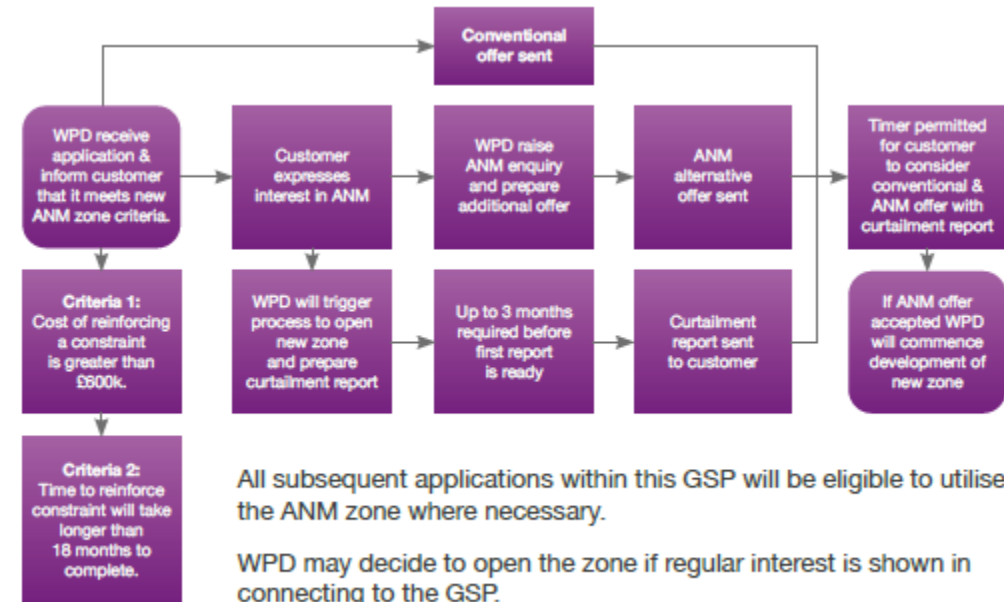 Conventional
offer sent
WPD receive
application &
inform customer
that it meets new
ANM zone criteria.
Customer
expresses
interest in ANM
WPD raise
ANM enquiry
and prepare
additional offer
ANM
alternative
offer sent
Timer permitted
for customer
to consider
conventional &
ANM offer with
curtailment report
Criteria 1:
Cost of reinforcing
a constraint
is greater than
£600k.
WPD will trigger
process to open
new zone
and prepare
curtailment report
Up to 3 months
required before
first report
is ready
Curtailment
report sent
to customer
If ANM offer
accepted WPD
will commence
development of
new zone
Criteria 2:
Time to reinforce
constraint will take
longer than
18 months to
complete.
All subsequent applications within this GSP will be eligible to utilise
the ANM zone where necessary.
WPD may decide to open the zone if regular interest is shown in
connecting to the GSP.